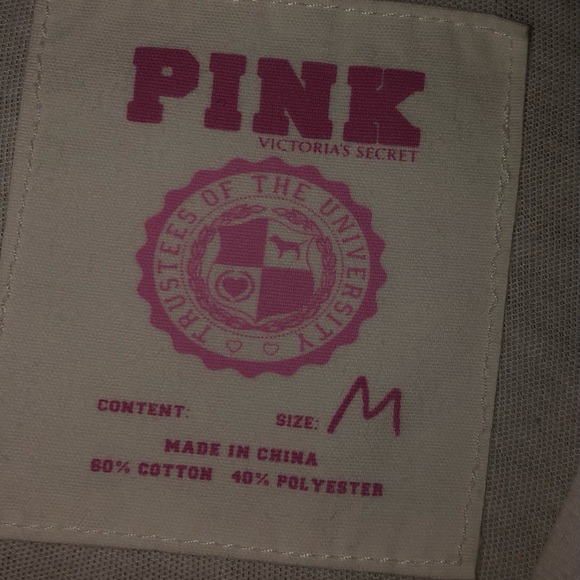 PINK
VICTORIA'S SECRET
TRUSTEES OF THE UNIVERSITY
CONTENT:
SIZE: M
MADE IN CHINA
60% COTTON 40% POLYESTER